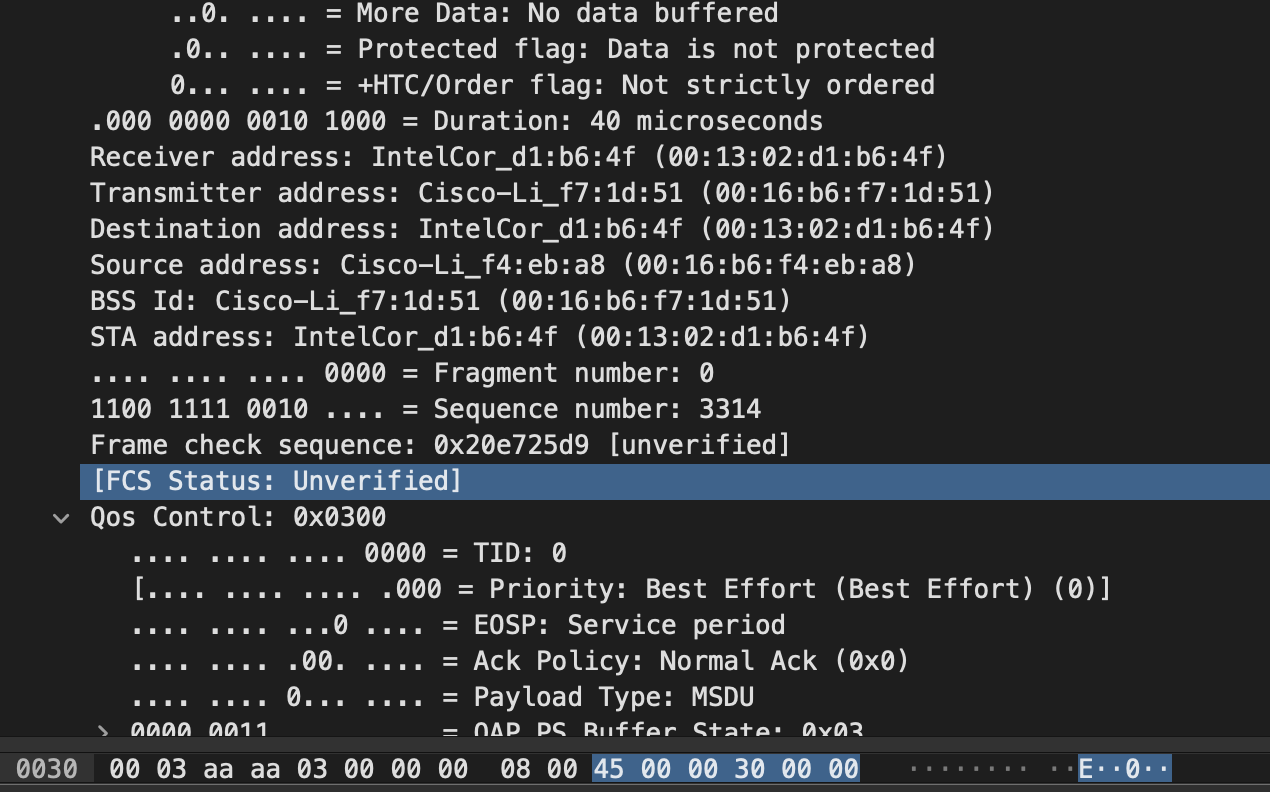 ..0. .... = More Data: No data buffered
.0.. .... = Protected flag: Data is not protected
0... .... = +HTC/Order flag: Not strictly ordered
.000 0000 0010 1000 = Duration: 40 microseconds
Receiver address: IntelCor_d1:b6:4f (00:13:02:d1:b6:4f)
Transmitter address: Cisco-Li_f7:1d:51 (00:16:b6:f7:1d:51)
Destination address: IntelCor_d1:b6:4f (00:13:02:d1:b6:4f)
Source address: Cisco-Li_f4:eb:a8 (00:16:b6:f4:eb:a8)
BSS Id: Cisco-Li_f7:1d:51 (00:16:b6:f7:1d:51)
STA address: IntelCor_d1:b6:4f (00:13:02:d1:b6:4f)
.... .... .... 0000 = Fragment number: 0
1100 1111 0010 .... = Sequence number: 3314
Frame check sequence: 0x20e725d9 [unverified]
[FCS Status: Unverified]
Qos Control: 0x0300
.... .... .... 0000 = TID: 0
[.... .... .... .000 = Priority: Best Effort (Best Effort) (0)]
.... .... ...0 .... = EOSP: Service period
.... .... .00. .... = Ack Policy: Normal Ack (0x0)
.... .... 0... .... = Payload Type: MSDU
0000 0011 = QAP PS Buffer State: 0x03
0030 00 03 aa aa 03 00 00 00 08 00 45 00 00 30 00 00 ········ ··E··0··